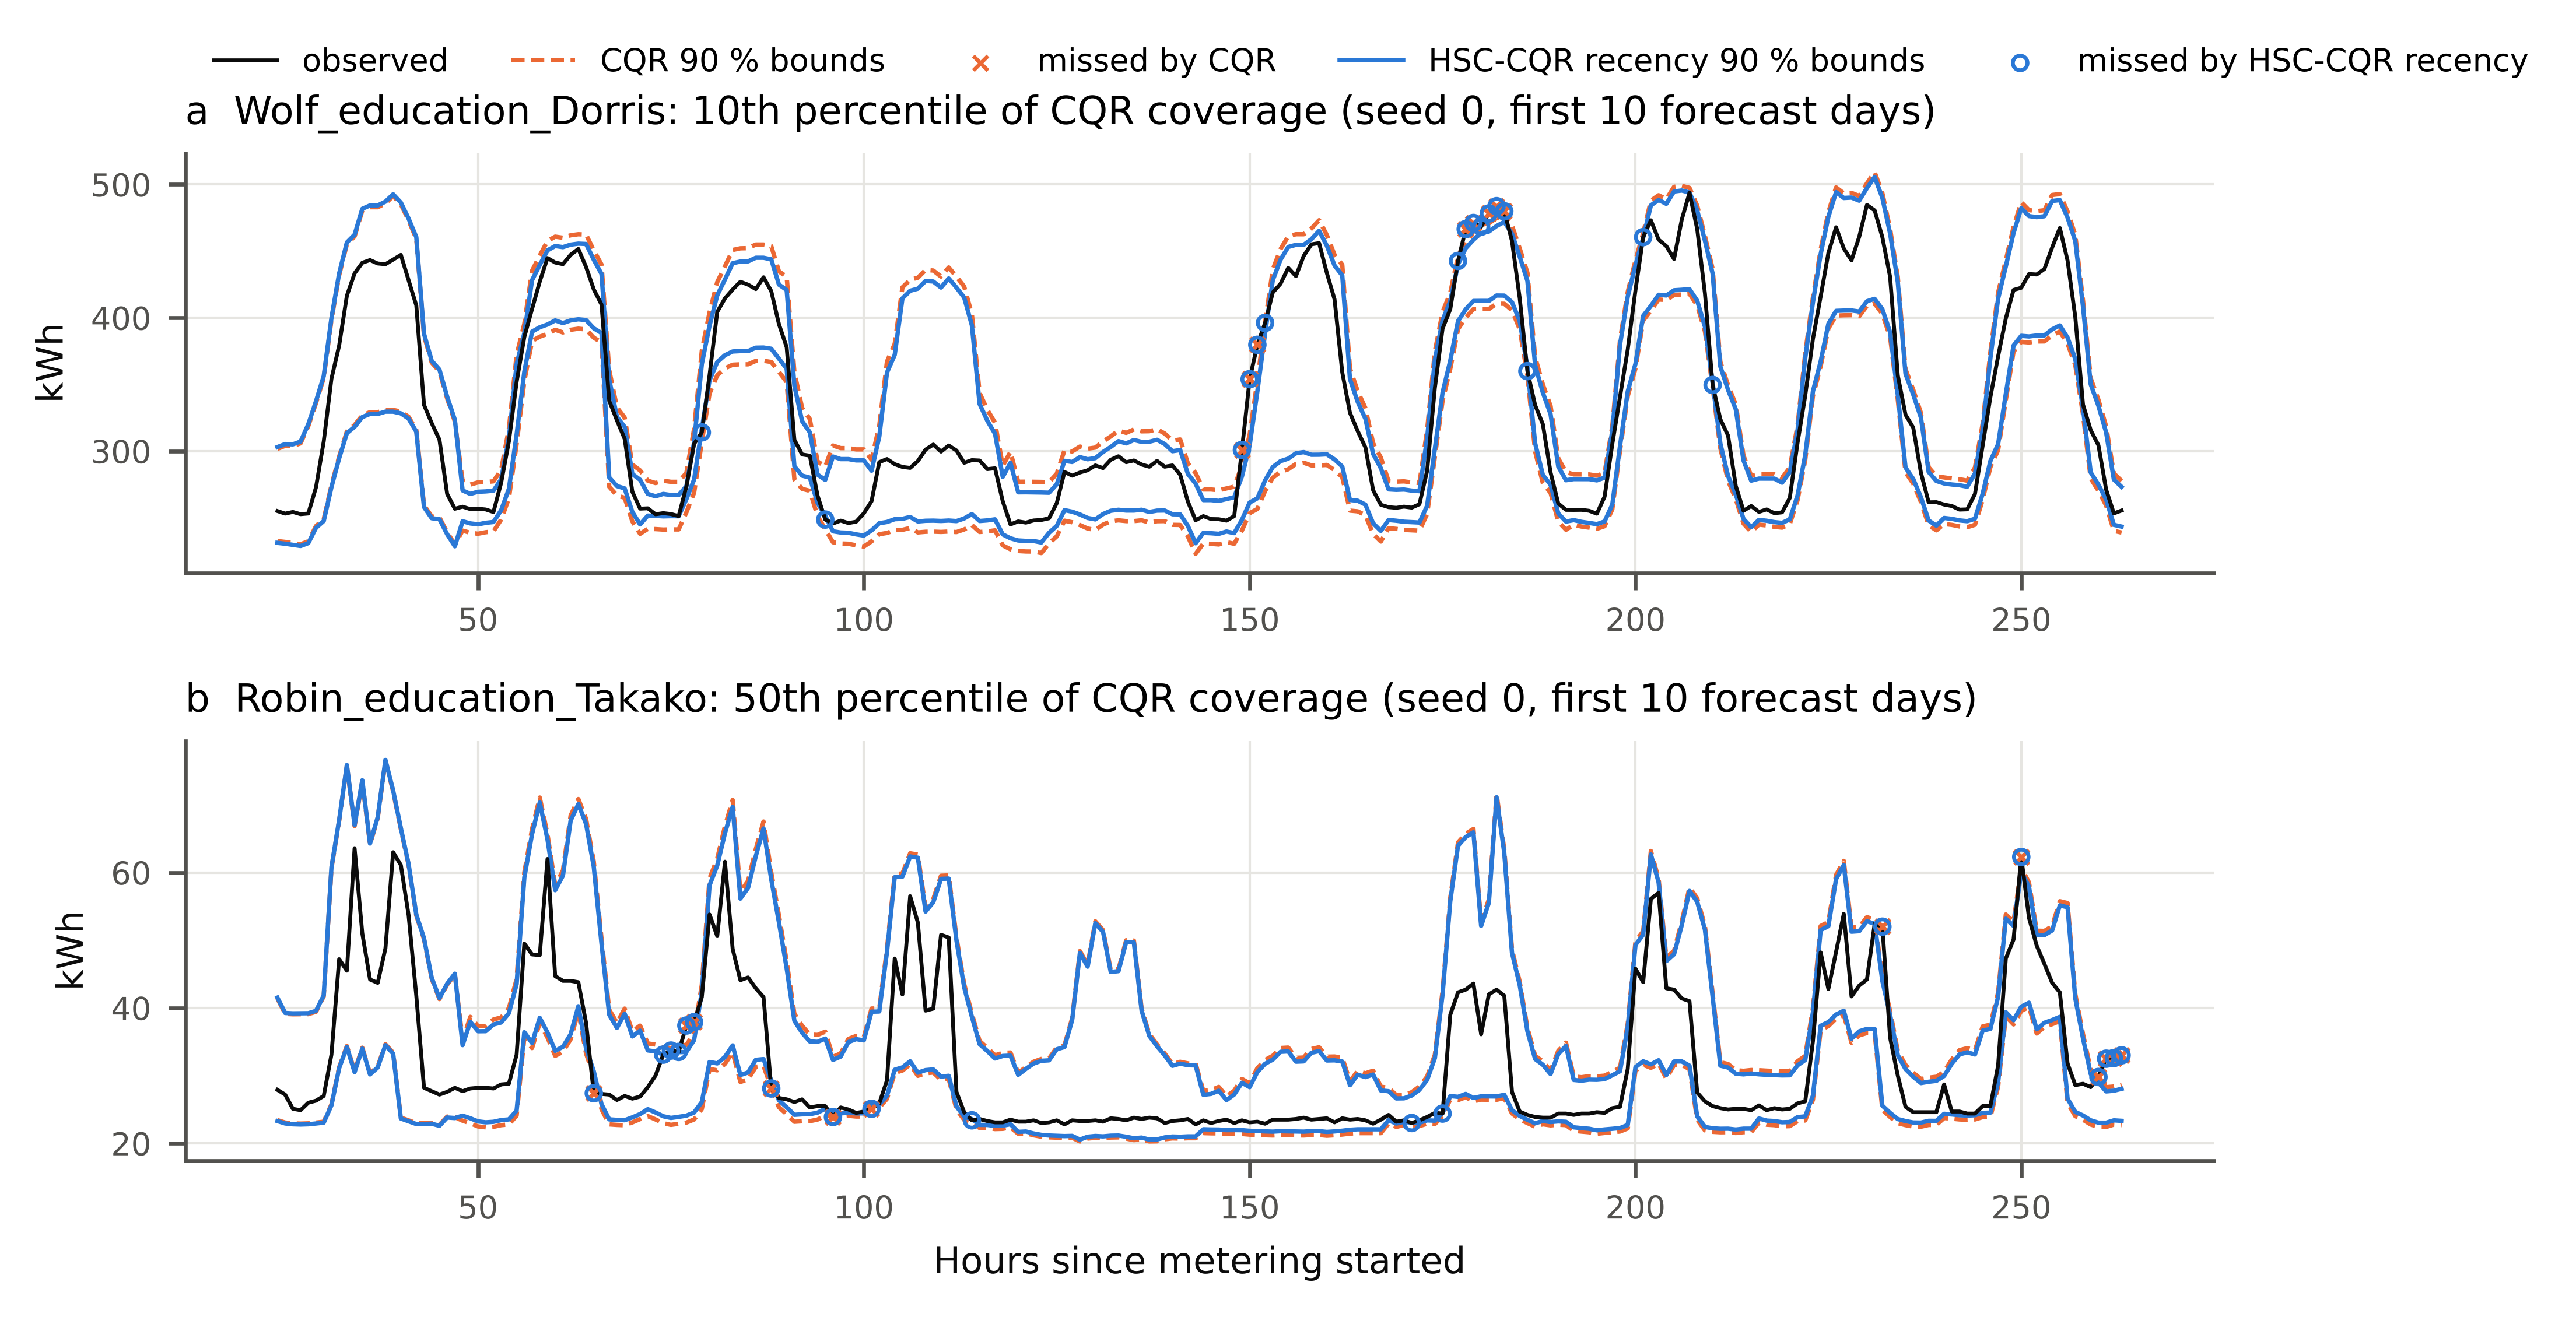 observed CQR 90 % bounds missed by CQR HSC-CQR recency 90 % bounds missed by HSC-CQR recency
a Wolf_education_Dorris: 10th percentile of CQR coverage (seed 0, first 10 forecast days)
500
400
300
kWh
50 100 150 200 250
b Robin_education_Takako: 50th percentile of CQR coverage (seed 0, first 10 forecast days)
60
40
20
kWh
50 100 150 200 250
Hours since metering started